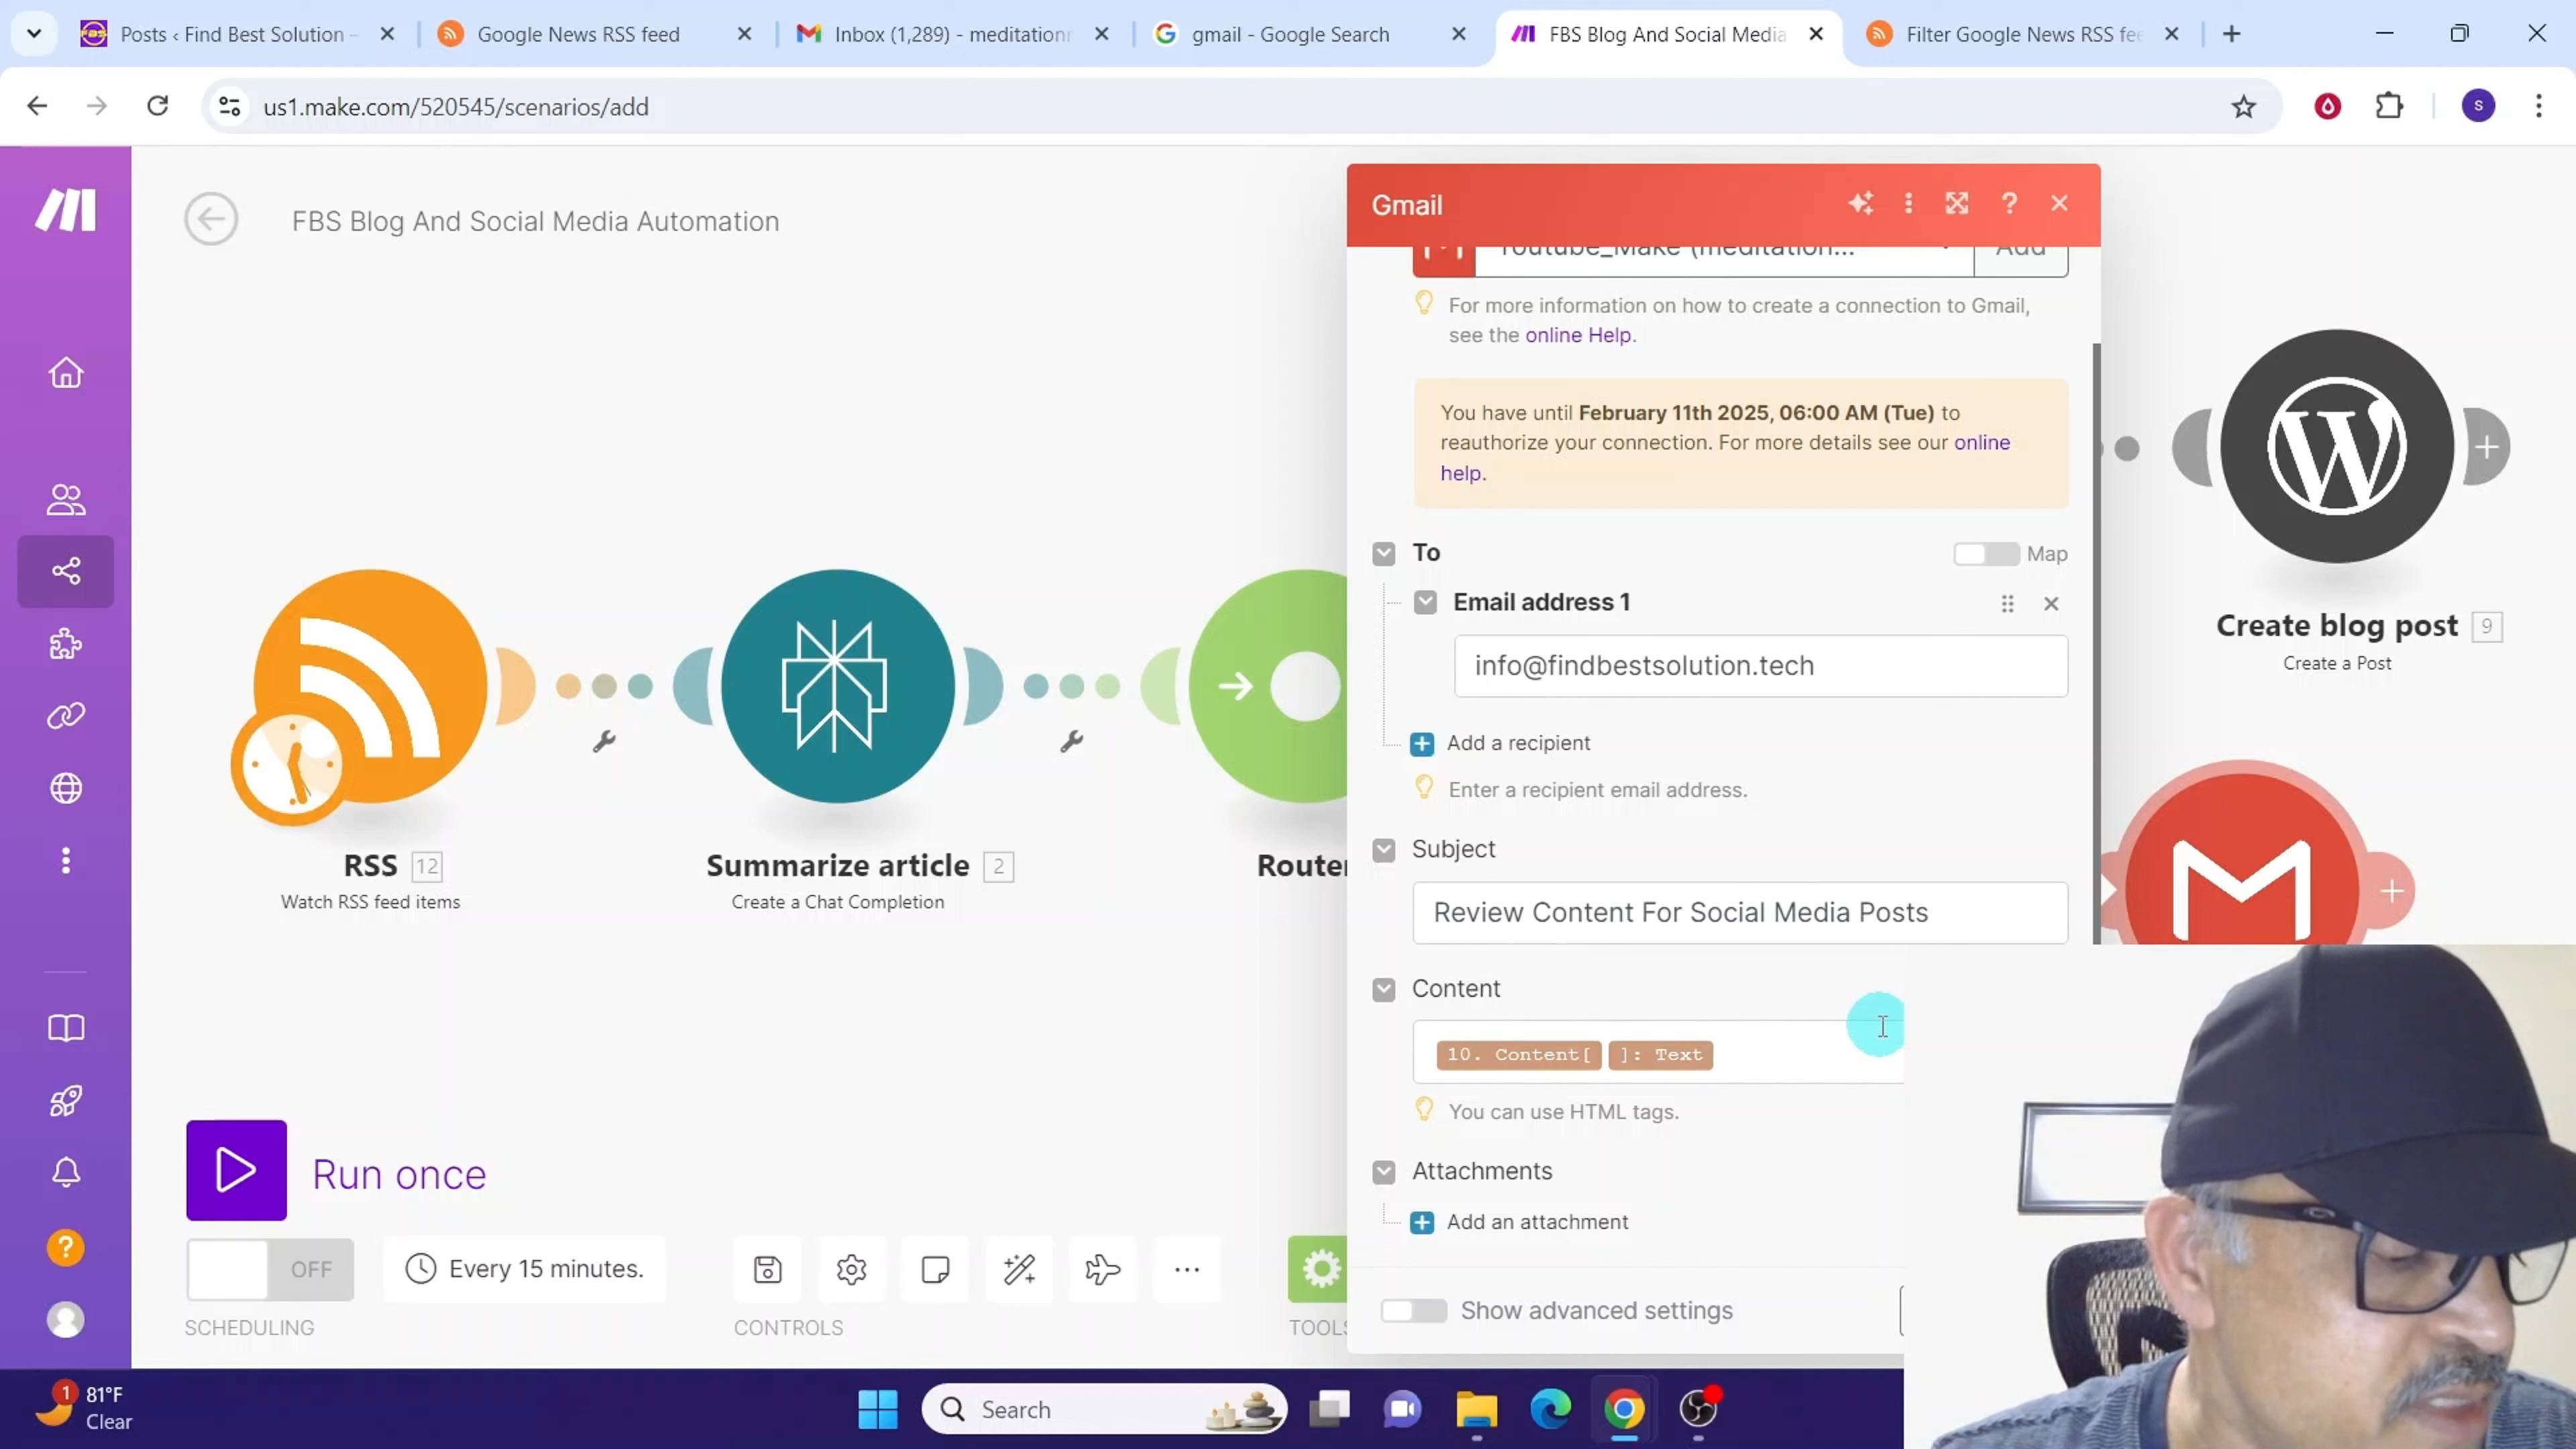 Posts ‹ Find Best Solution –
Google News RSS feed
Inbox (1,289) - meditationm
gmail - Google Search
FBS Blog And Social Media
Filter Google News RSS fee
us1.make.com/520545/scenarios/add
S
FBS Blog And Social Media Automation
Gmail
Youtube_Make (meditation...
Add
For more information on how to create a connection to Gmail,
see the online Help.
You have until February 11th 2025, 06:00 AM (Tue) to
reauthorize your connection. For more details see our online
help.
To
Map
Email address 1
info@findbestsolution.tech
Add a recipient
Enter a recipient email address.
Subject
Review Content For Social Media Posts
Content
10. Content[ ]: Text
You can use HTML tags.
Attachments
Add an attachment
Show advanced settings
RSS 12
Watch RSS feed items
Summarize article 2
Create a Chat Completion
Router
Create blog post 9
Create a Post
Run once
OFF
Every 15 minutes.
SCHEDULING
CONTROLS
TOOLS
1
81°F
Clear
Search